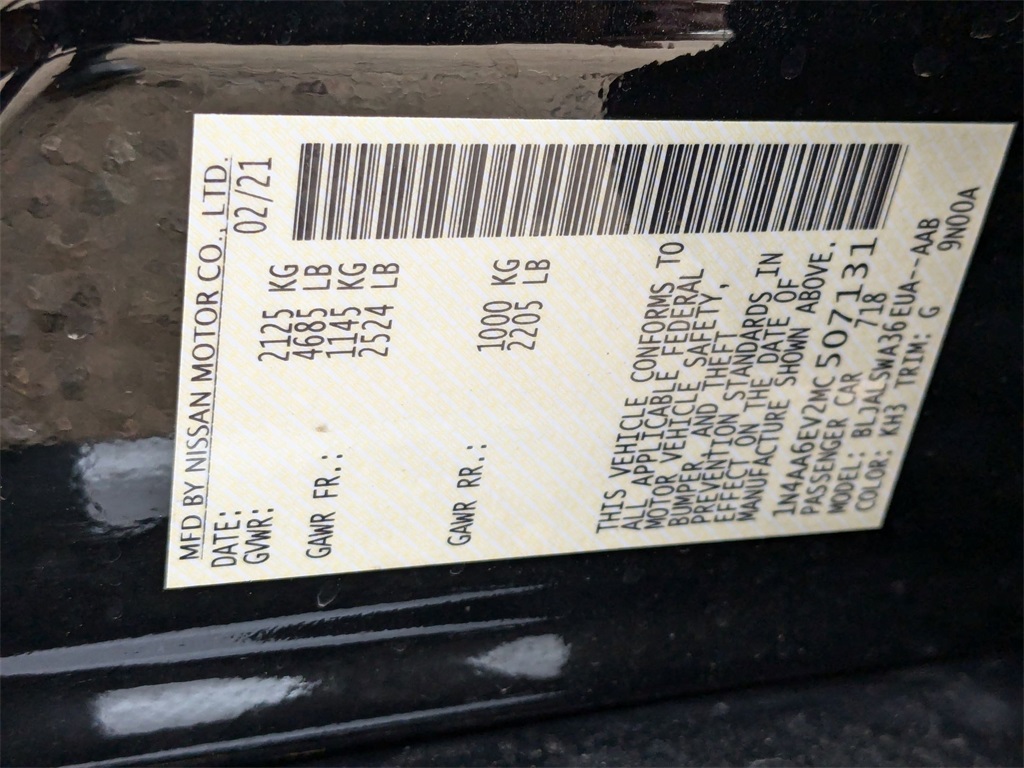 MFD BY NISSAN MOTOR CO., LTD.
DATE: 02/21
GVWR: 2125 KG
4685 LB
GAWR FR.: 1145 KG
2524 LB
GAWR RR.: 1000 KG
2205 LB
THIS VEHICLE CONFORMS TO
ALL APPLICABLE FEDERAL
MOTOR VEHICLE SAFETY,
BUMPER AND THEFT
PREVENTION STANDARDS IN
EFFECT ON THE DATE OF
MANUFACTURE SHOWN ABOVE.
1N4AA6EV2MC507131
PASSENGER CAR 718
MODEL: BLJALSWA36EUA--AAB
COLOR: KH3 TRIM: G 9N00A